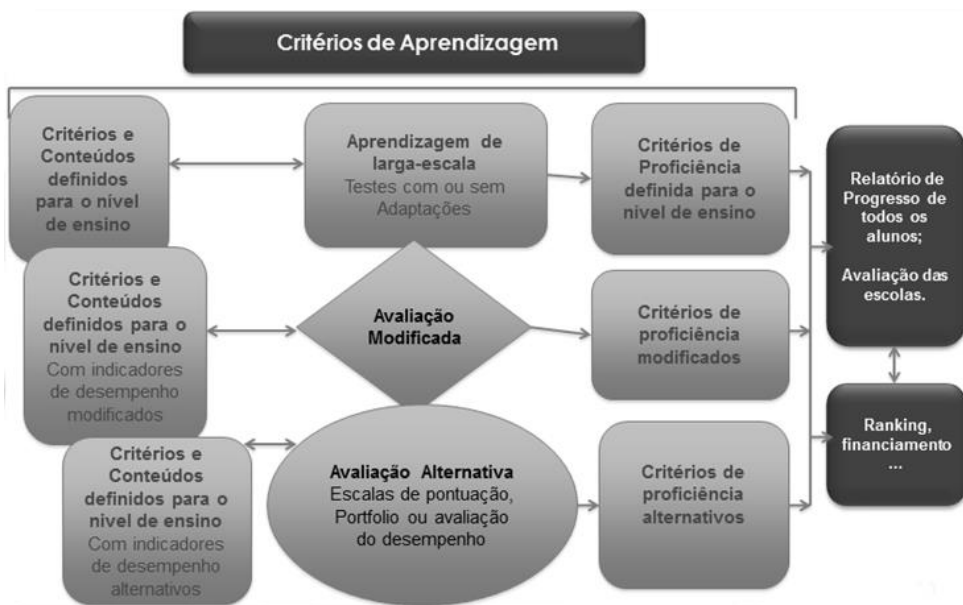 Critérios de Aprendizagem
Critérios e
Conteúdos
definidos
para o nível
de ensino
Aprendizagem de
larga-escala
Testes com ou sem
Adaptações
Critérios de
Proficiência
definida para o
nível de ensino
Relatório de
Progresso de
todos os
alunos;
Avaliação das
escolas.
Critérios e
Conteúdos
definidos para o
nível de ensino
Com indicadores
de desempenho
modificados
Avaliação
Modificada
Critérios de
proficiência
modificados
Ranking,
financiamento
...
Critérios e
Conteúdos
definidos para o
nivel de ensino
Com indicadores
de desempenho
alternativos
Avaliação Alternativa
Escalas de pontuação,
Portfolio ou avaliação
do desempenho
Critérios de
proficiência
alternativos